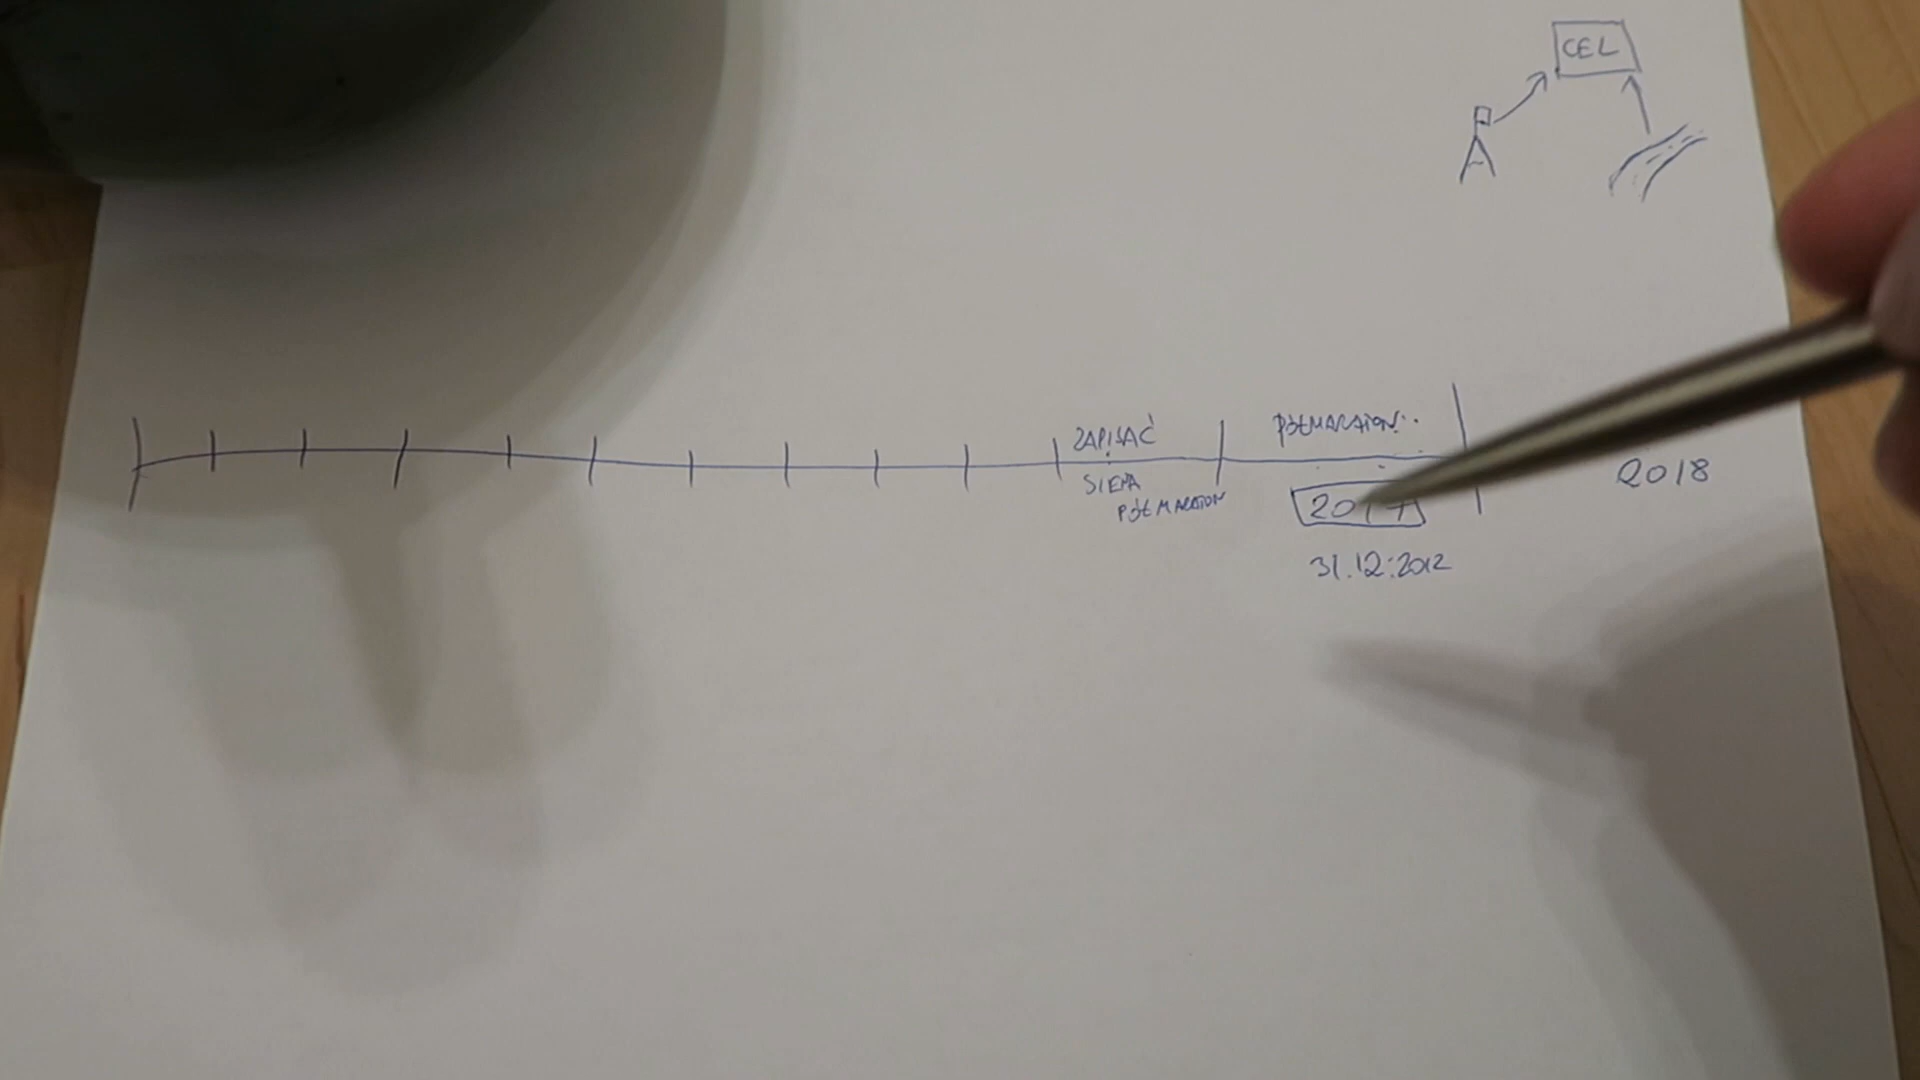 CEL
ZAPISAĆ
PÓŁMARATON
SIĘ NA
PÓŁMARATON
2017
2018
31.12.2012